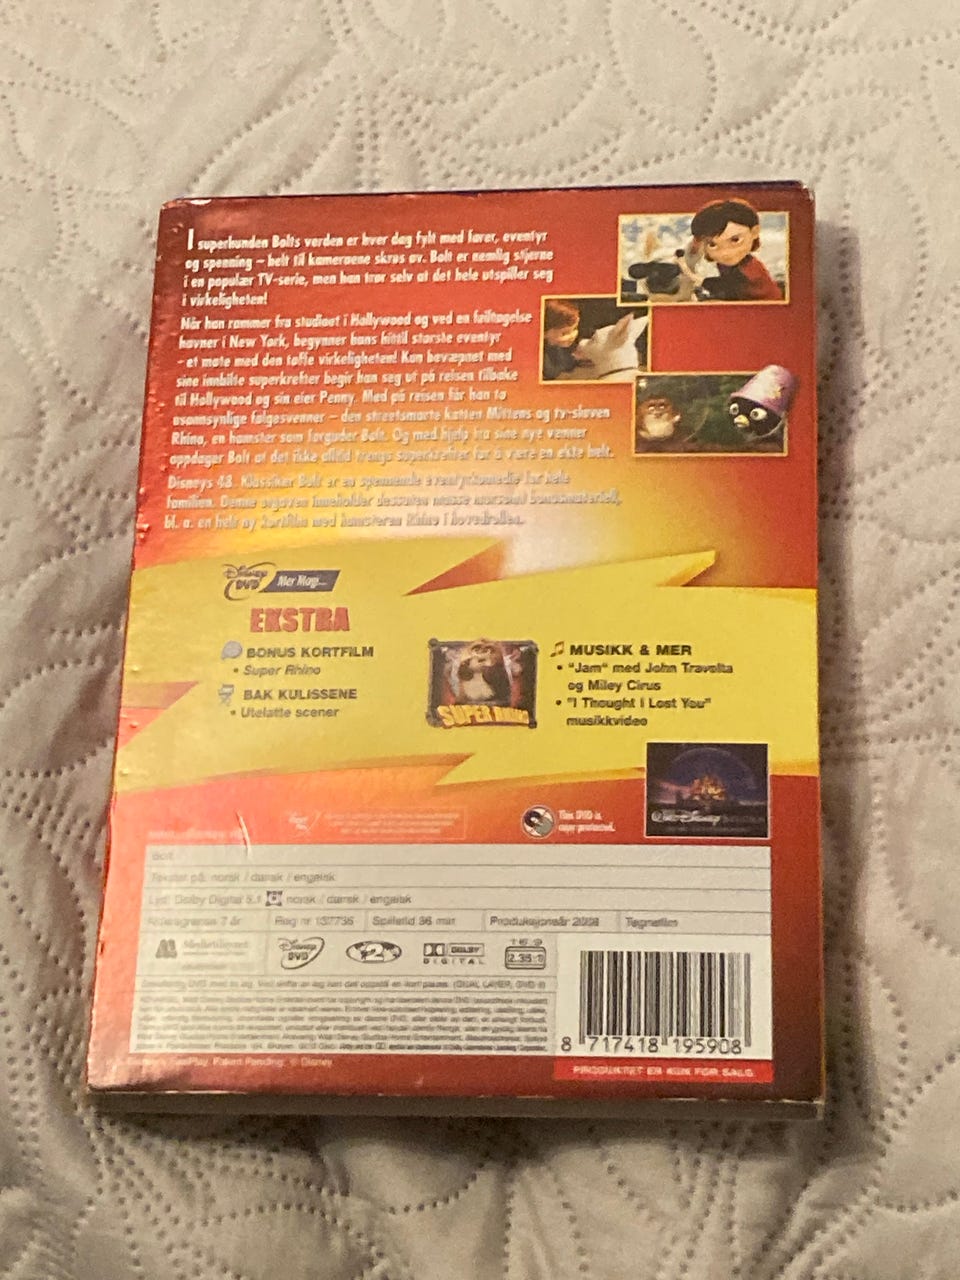 I superhunden Bolts verden er hver dag fylt med farer, eventyr
og spenning – helt til kameraene skrus av. Bolt er nemlig stjerne
i en populær TV-serie, men han tror selv at det hele utspiller seg
i virkeligheten!
Når han rømmer fra studioet i Hollywood og ved en feiltagelse
havner i New York, begynner hans hittil største eventyr
– et møte med den tøffe virkeligheten! Kun bevæpnet med
sine innbilte superkrefter begir han seg ut på reisen tilbake
til Hollywood og sin eier Penny. Med på reisen får han to
usannsynlige følgesvenner – den streetsmarte katten Mittens og tv-slaven
Rhino, en hamster som forguder Bolt. Og med hjelp fra sine nye venner
oppdager Bolt at det ikke alltid trengs superkrefter for å være en ekte helt.
Disneys 48. Klassiker Bolt er en spennende eventyrkomedie for hele
familien. Denne utgaven inneholder dessuten masse morsomt bonusmateriell,
bl. a. en helt ny kortfilm med hamsteren Rhino i hovedrollen.
Disney DVD Mer Magi...
EKSTRA
BONUS KORTFILM
• Super Rhino
BAK KULISSENE
• Utelatte scener
SUPER RHINO
MUSIKK & MER
• "Jam" med John Travolta
og Miley Cirus
• "I Thought I Lost You"
musikkvideo
WALT DISNEY
This DVD is
copy protected.
Bolt
Tekstet på: norsk / dansk / engelsk
Lyd: Dolby Digital 5.1 norsk / dansk / engelsk
Aldersgrense 7 år Reg nr 137735 Spilletid 96 min Produksjonsår 2008 Tegnefilm
Medietilsynet
Disney DVD
2
DOLBY DIGITAL
16:9
2.35:1
8 717418 195908
Disney's FastPlay. Patent Pending. © Disney
PRODUKTET ER KUN FOR SALG